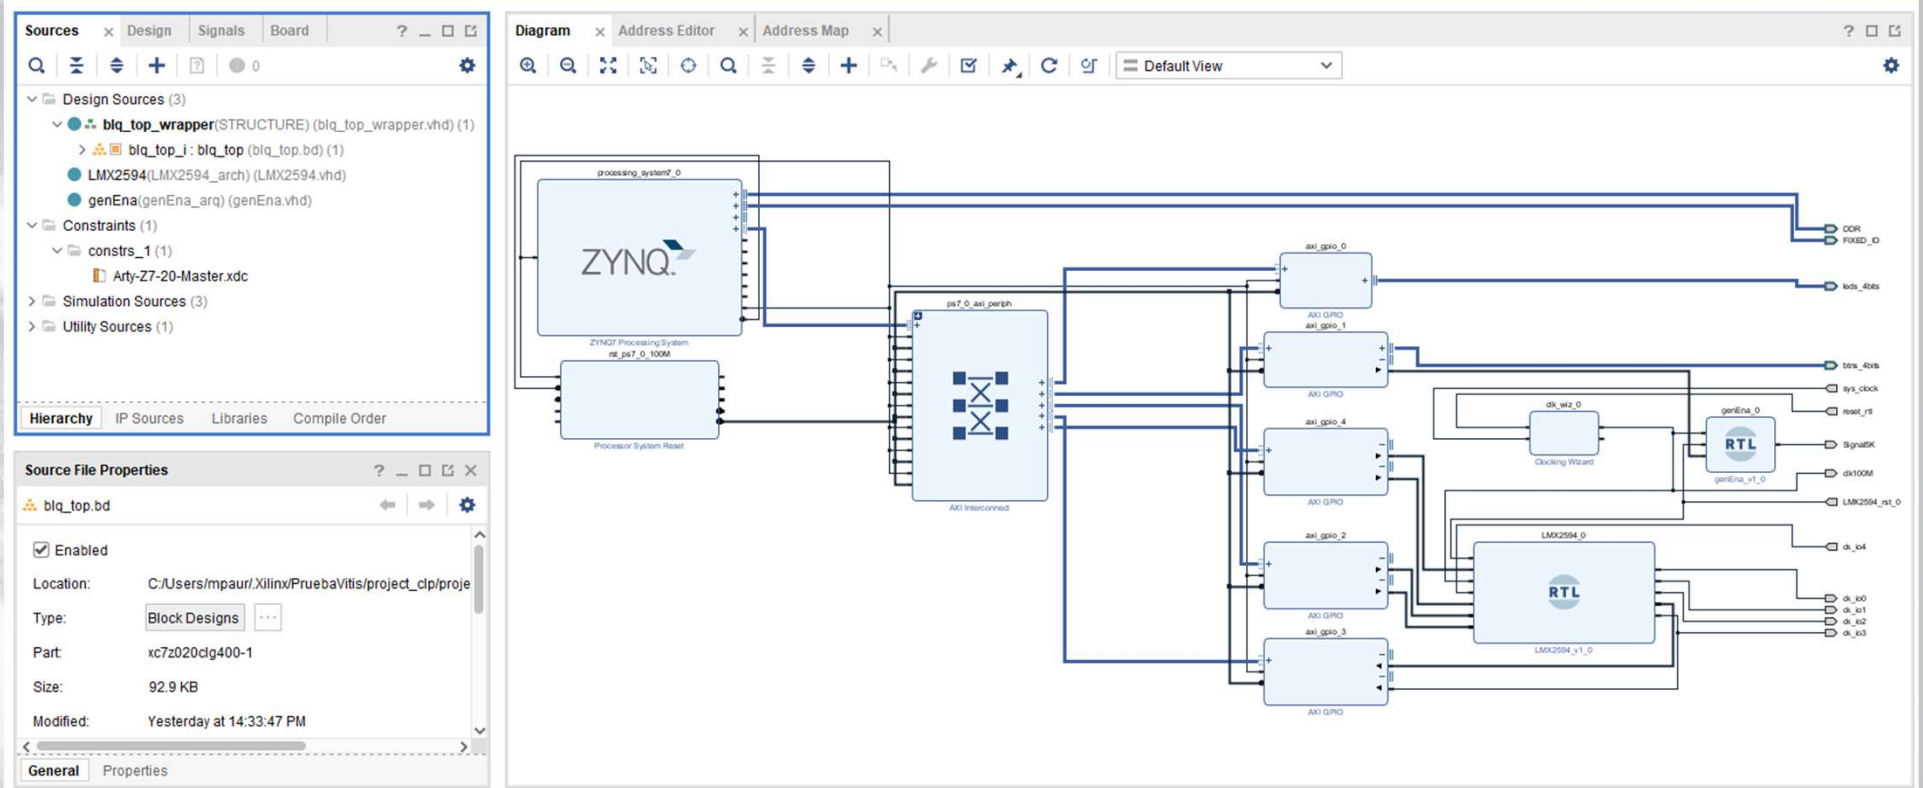 Sources × Design Signals Board ? _
0
Design Sources (3)
blq_top_wrapper(STRUCTURE) (blq_top_wrapper.vhd) (1)
blq_top_i : blq_top (blq_top.bd) (1)
LMX2594(LMX2594_arch) (LMX2594.vhd)
genEna(genEna_arq) (genEna.vhd)
Constraints (1)
constrs_1 (1)
Arty-Z7-20-Master.xdc
Simulation Sources (3)
Utility Sources (1)
Hierarchy IP Sources Libraries Compile Order
Source File Properties ? _ ×
blq_top.bd
Enabled
Location: C:/Users/mpaur/.Xilinx/PruebaVitis/project_clp/proje
Type: Block Designs ...
Part: xc7z020clg400-1
Size: 92.9 KB
Modified: Yesterday at 14:33:47 PM
General Properties
Diagram × Address Editor × Address Map × ?
Default View
processing_system7_0
ZYNQ
ZYNQ7 Processing System
rst_ps7_0_100M
Processor System Reset
ps7_0_axi_periph
AXI Interconnect
axi_gpio_0
AXI GPIO
axi_gpio_1
AXI GPIO
axi_gpio_4
AXI GPIO
axi_gpio_2
AXI GPIO
axi_gpio_3
AXI GPIO
clk_wiz_0
Clocking Wizard
genEna_0
RTL
genEna_v1_0
LMX2594_0
RTL
LMX2594_v1_0
DDR
FIXED_IO
leds_4bits
btns_4bits
sys_clock
reset_rtl
Signal5K
clk100M
LMX2594_rst_0
ck_io4
ck_io0
ck_io1
ck_io2
ck_io3